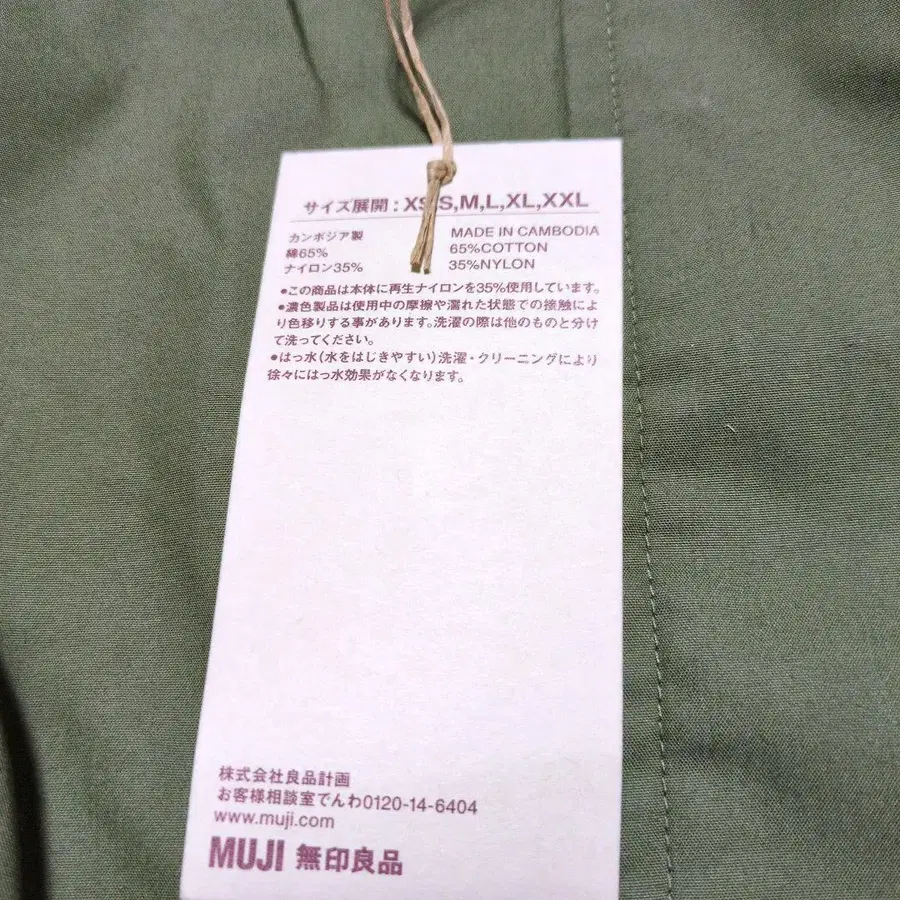 サイズ展開 : XS,S,M,L,XL,XXL
カンボジア製 MADE IN CAMBODIA
綿65% 65%COTTON
ナイロン35% 35%NYLON
●この商品は本体に再生ナイロンを35%使用しています。
●濃色製品は使用中の摩擦や濡れた状態での接触によ
り色移りする事があります。洗濯の際は他のものと分け
て洗ってください。
●はっ水(水をはじきやすい)洗濯・クリーニングにより
徐々にはっ水効果がなくなります。
株式会社良品計画
お客様相談室でんわ0120-14-6404
www.muji.com
MUJI 無印良品